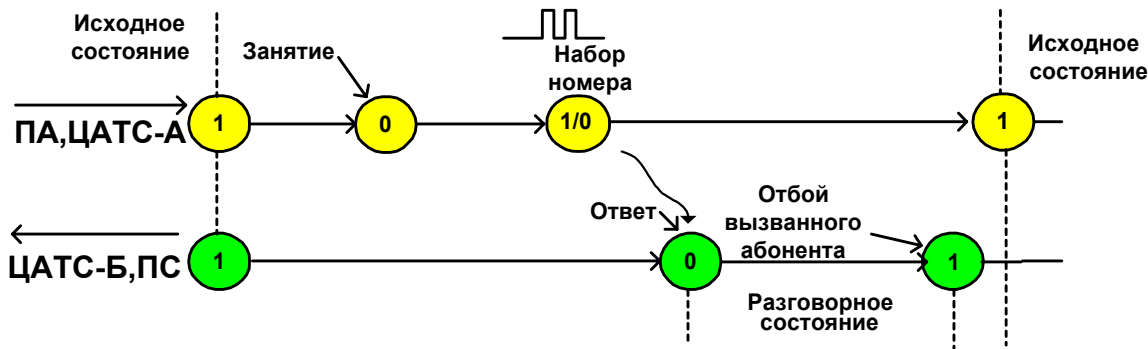 Исходное
состояние
Занятие
Набор
номера
Исходное
состояние
ПА,ЦАТС-А
1
0
1/0
1
Ответ
Отбой
вызванного
абонента
ЦАТС-Б,ПС
1
0
1
Разговорное
состояние